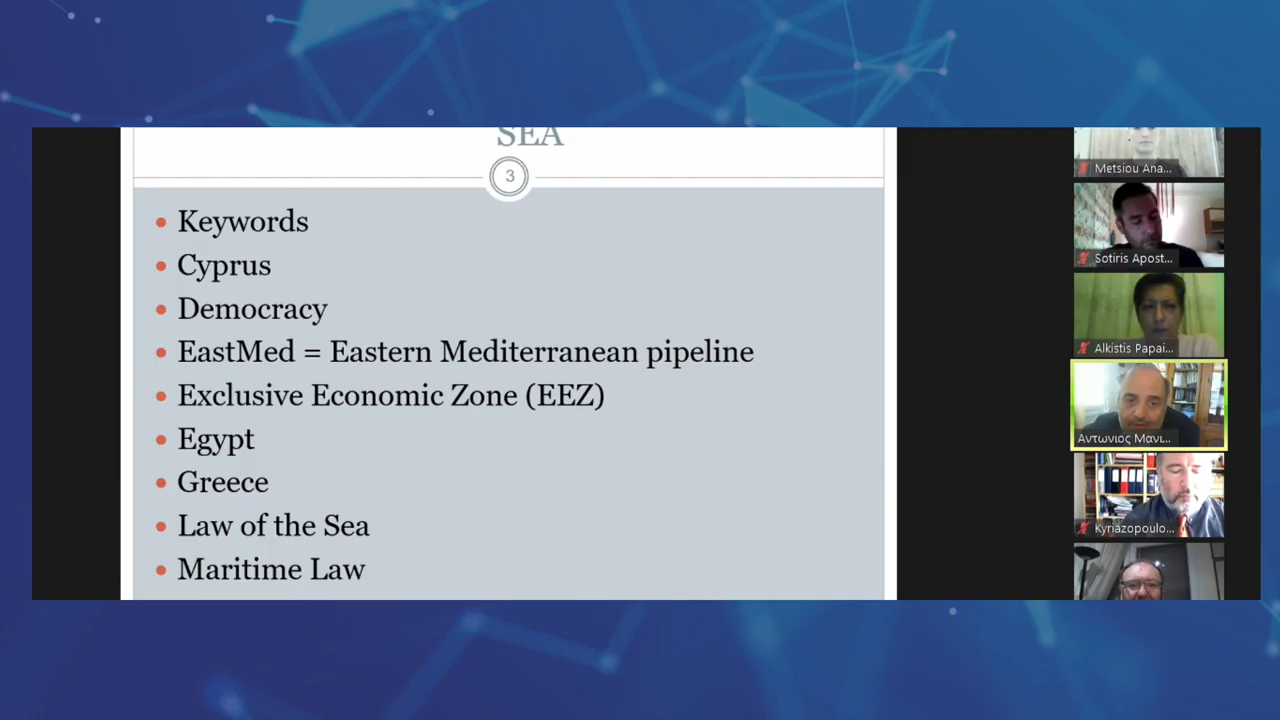 SEA
3
Keywords
Cyprus
Democracy
EastMed = Eastern Mediterranean pipeline
Exclusive Economic Zone (EEZ)
Egypt
Greece
Law of the Sea
Maritime Law
Metsiou Ana...
Sotiris Apost...
Alkistis Papai...
Αντωνιος Μανι...
Kyriazopoulo...